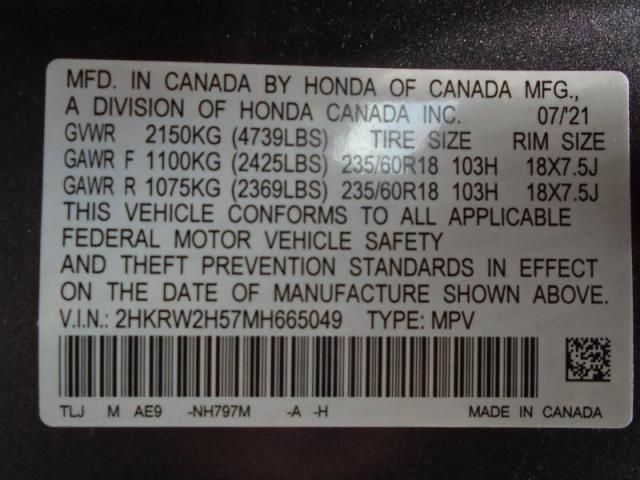 MFD. IN CANADA BY HONDA OF CANADA MFG.,
A DIVISION OF HONDA CANADA INC. 07/'21
GVWR 2150KG (4739LBS) TIRE SIZE RIM SIZE
GAWR F 1100KG (2425LBS) 235/60R18 103H 18X7.5J
GAWR R 1075KG (2369LBS) 235/60R18 103H 18X7.5J
THIS VEHICLE CONFORMS TO ALL APPLICABLE
FEDERAL MOTOR VEHICLE SAFETY
AND THEFT PREVENTION STANDARDS IN EFFECT
ON THE DATE OF MANUFACTURE SHOWN ABOVE.
V.I.N.: 2HKRW2H57MH665049 TYPE: MPV
TLJ M AE9 -NH797M -A -H MADE IN CANADA